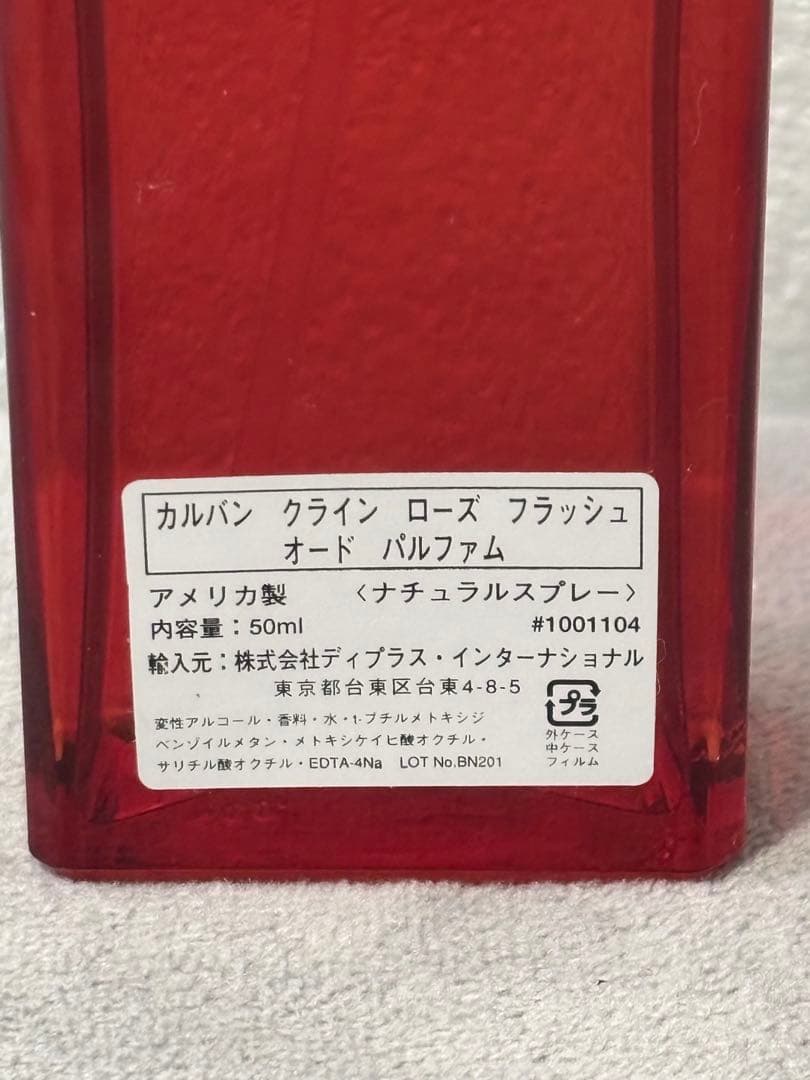 カルバン クライン ローズ フラッシュ
オード パルファム
アメリカ製 〈ナチュラルスプレー〉
内容量：50ml #1001104
輸入元：株式会社ディプラス・インターナショナル
東京都台東区台東4-8-5
プラ
外ケース
中ケース
フィルム
変性アルコール・香料・水・t-ブチルメトキシジ
ベンゾイルメタン・メトキシケイヒ酸オクチル・
サリチル酸オクチル・EDTA-4Na LOT No.BN201